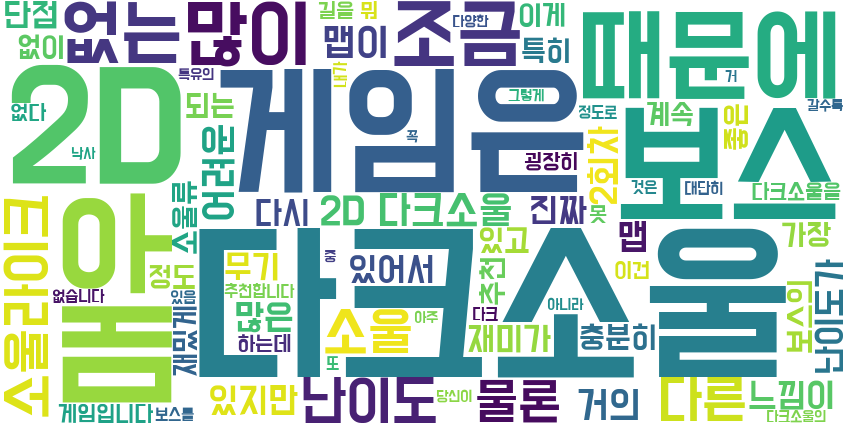 단점
없이
없는
많이
길을
뭐
맵이
조금
다양한
이게
특히
때문에
2D
특유의
내가
없다
낙사
되는
어려운
게임은
꼭
그렇게
굉장히
정도로
2회차
계속
좋은
거
갈수록
보스
소울라이크
아
소울류
다시
2D 다크소울
진짜
못
것은
대단히
다크소울을
정도
무기
추천합니다
다크소울
중
있어서
있고
추천
맵
이건
가장
없습니다
있음
재밌게
많은
하는데
또
소울
아주
다크
재미가
아니라
충분히
보스의
난이도가
맵
게임입니다
보스를
있지만
난이도
당신이
물론
거의
다른
느낌이
다크소울의